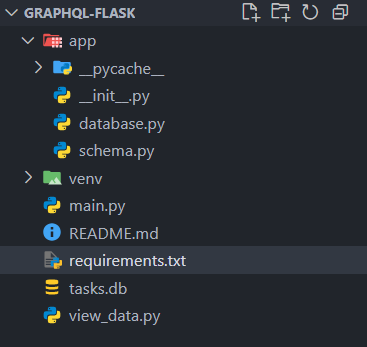 GRAPHQL-FLASK
app
__pycache__
__init__.py
database.py
schema.py
venv
main.py
README.md
requirements.txt
tasks.db
view_data.py